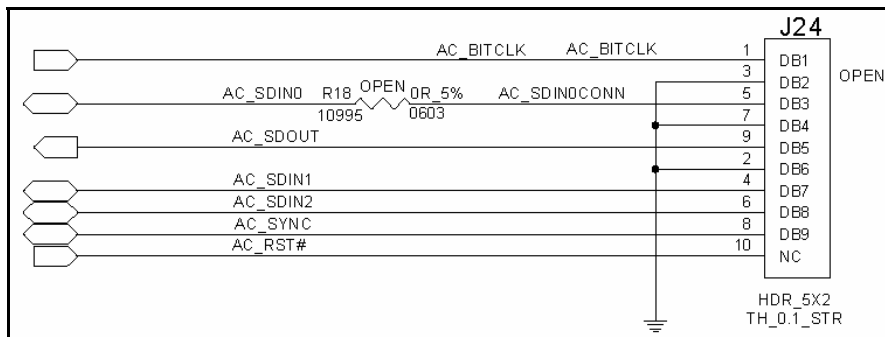 J24
AC_BITCLK AC_BITCLK 1 DB1
3 DB2 OPEN
AC_SDIN0 R18 OPEN 0R_5% AC_SDIN0CONN 5 DB3
10995 0603
7 DB4
AC_SDOUT 9 DB5
2 DB6
AC_SDIN1 4 DB7
AC_SDIN2 6 DB8
AC_SYNC 8 DB9
AC_RST# 10 NC
HDR_5X2
TH_0.1_STR